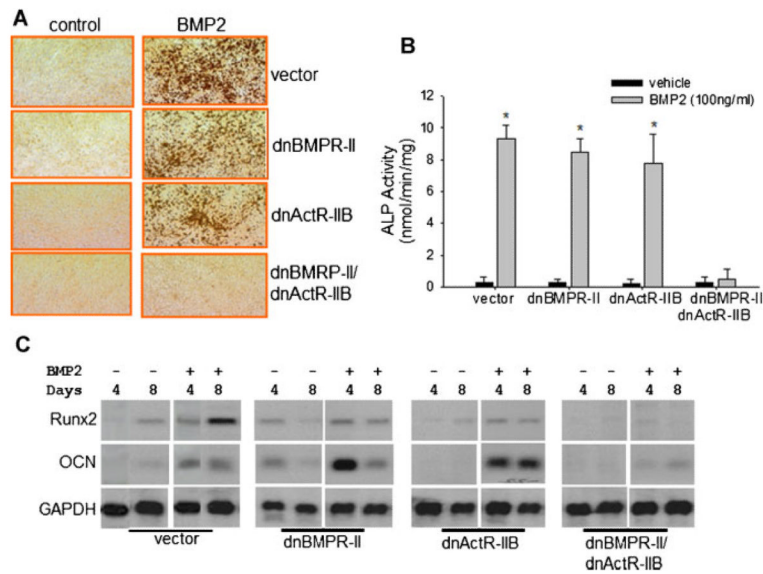 A
control BMP2
vector
dnBMPR-II
dnActR-IIB
dnBMRP-II/
dnActR-IIB
B
vehicle
BMP2 (100ng/ml)
ALP Activity
(nmol/min/mg)
12
10
8
6
4
2
0
* * *
vector dnBMPR-II dnActR-IIB dnBMPR-II
dnActR-IIB
C
BMP2 - - + + - - + + - - + + - - + +
Days 4 8 4 8 4 8 4 8 4 8 4 8 4 8 4 8
Runx2
OCN
GAPDH
vector dnBMPR-II dnActR-IIB dnBMPR-II/
dnActR-IIB